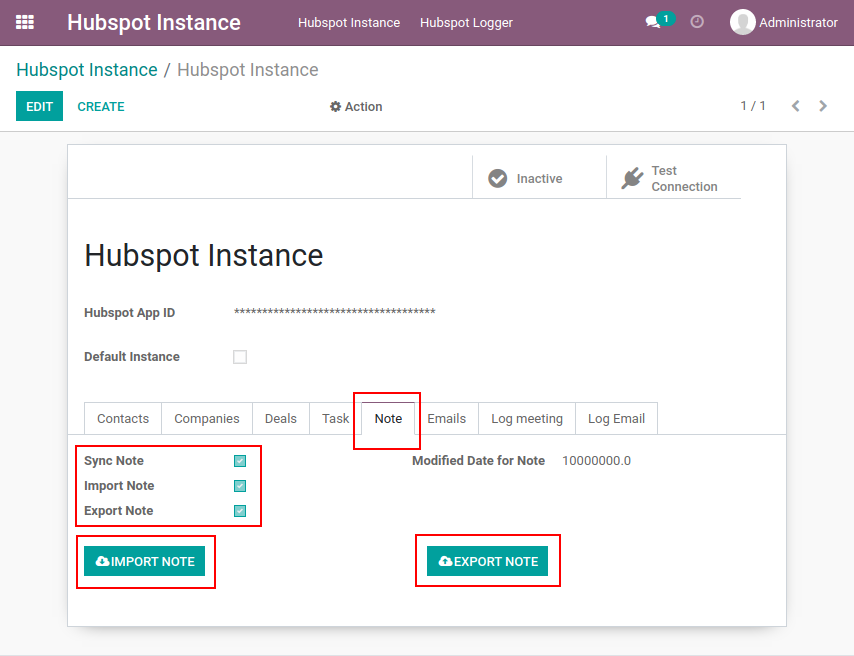 Hubspot Instance Hubspot Instance Hubspot Logger 1 Administrator
Hubspot Instance / Hubspot Instance
EDIT CREATE Action 1 / 1
Inactive Test
Connection
Hubspot Instance
Hubspot App ID ************************************
Default Instance
Contacts Companies Deals Task Note Emails Log meeting Log Email
Sync Note Modified Date for Note 10000000.0
Import Note
Export Note
IMPORT NOTE EXPORT NOTE